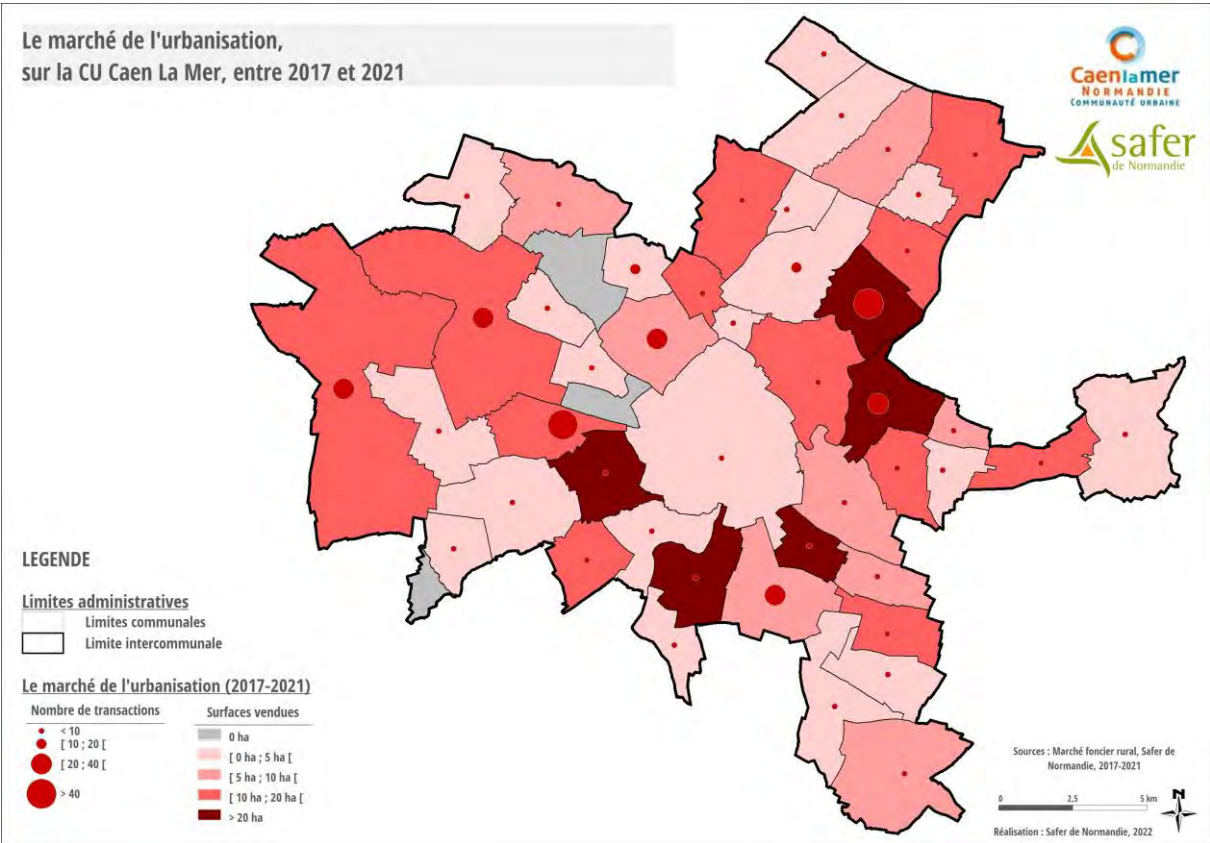 Le marché de l'urbanisation,
sur la CU Caen La Mer, entre 2017 et 2021
Caenlamer
NORMANDIE
COMMUNAUTÉ URBAINE
safer
de Normandie
LEGENDE
Limites administratives
Limites communales
Limite intercommunale
Le marché de l'urbanisation (2017-2021)
Nombre de transactions
< 10
[ 10 ; 20 [
[ 20 ; 40 [
> 40
Surfaces vendues
0 ha
[ 0 ha ; 5 ha [
[ 5 ha ; 10 ha [
[ 10 ha ; 20 ha [
> 20 ha
Sources : Marché foncier rural, Safer de
Normandie, 2017-2021
0 2,5 5 km
N
Réalisation : Safer de Normandie, 2022